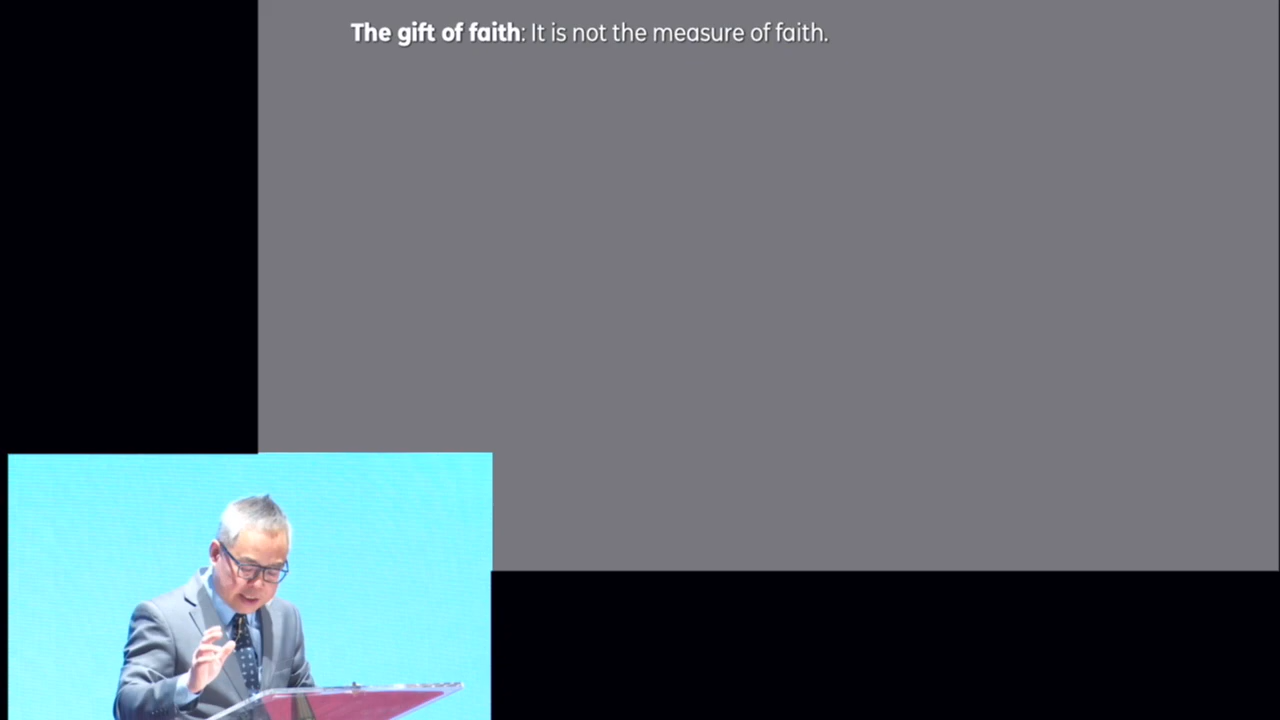 The gift of faith: It is not the measure of faith.